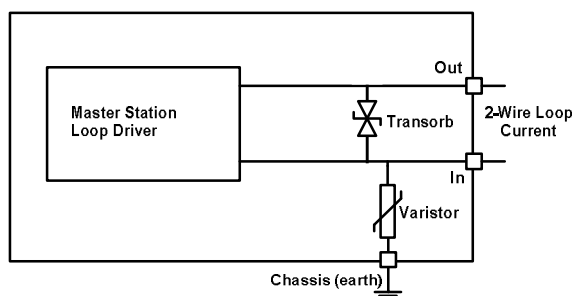 Out
Master Station
Loop Driver
Transorb
2-Wire Loop
Current
In
Varistor
Chassis (earth)